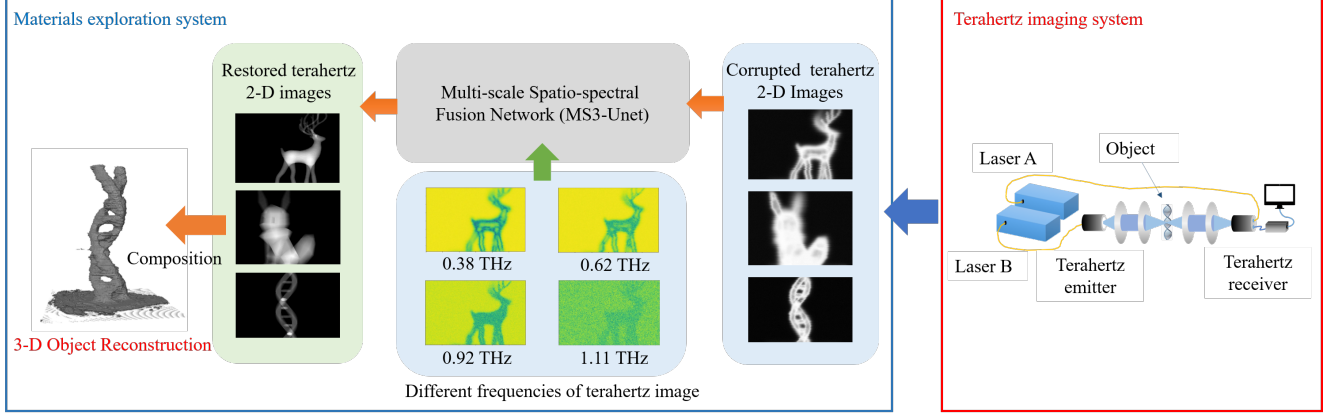 Materials exploration system
Terahertz imaging system
Restored terahertz
2-D images
Multi-scale Spatio-spectral
Fusion Network (MS3-Unet)
Corrupted terahertz
2-D Images
Composition
3-D Object Reconstruction
0.38 THz
0.62 THz
0.92 THz
1.11 THz
Different frequencies of terahertz image
Laser A
Object
Laser B
Terahertz
emitter
Terahertz
receiver